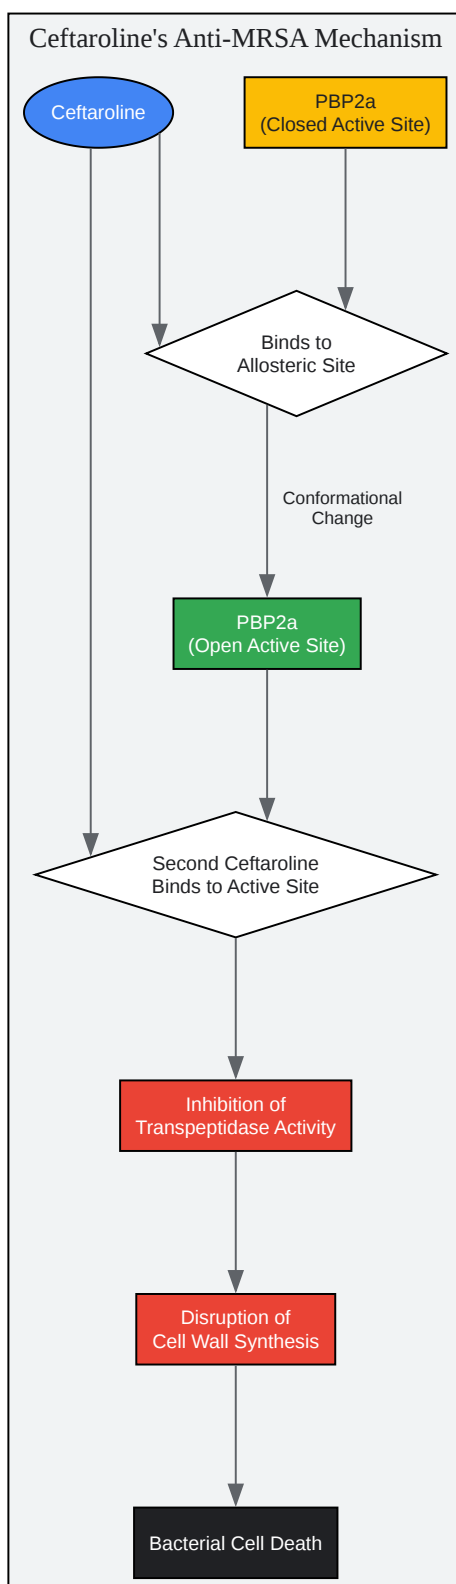 Ceftaroline's Anti-MRSA Mechanism
Ceftaroline
PBP2a
(Closed Active Site)
Binds to
Allosteric Site
Conformational
Change
PBP2a
(Open Active Site)
Second Ceftaroline
Binds to Active Site
Inhibition of
Transpeptidase Activity
Disruption of
Cell Wall Synthesis
Bacterial Cell Death